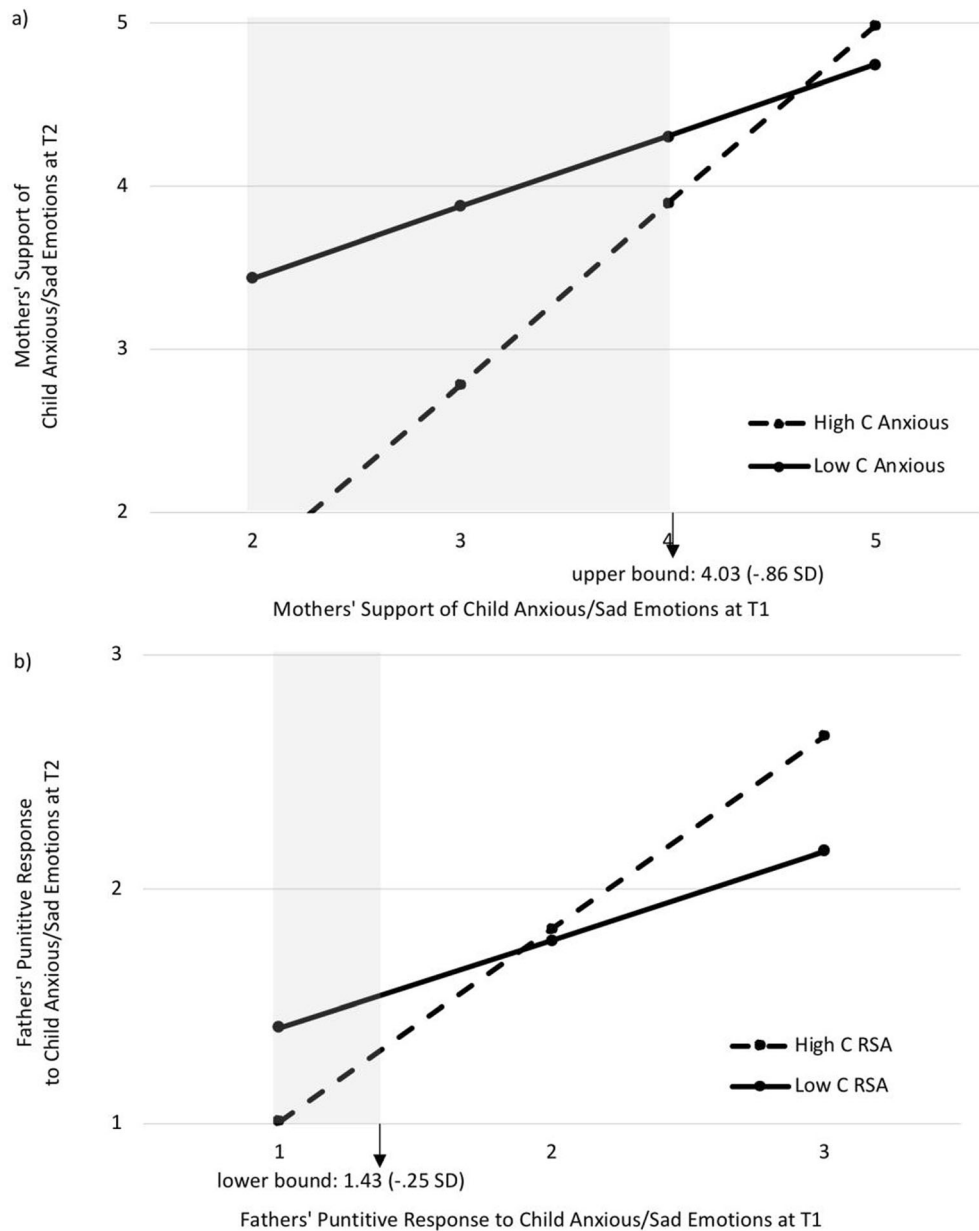 a)
5
4
3
2
Mothers' Support of
Child Anxious/Sad Emotions at T2
High C Anxious
Low C Anxious
2
3
4
5
upper bound: 4.03 (-.86 SD)
Mothers' Support of Child Anxious/Sad Emotions at T1
b)
3
2
1
Fathers' Punititive Response
to Child Anxious/Sad Emotions at T2
High C RSA
Low C RSA
1
2
3
lower bound: 1.43 (-.25 SD)
Fathers' Puntitive Response to Child Anxious/Sad Emotions at T1